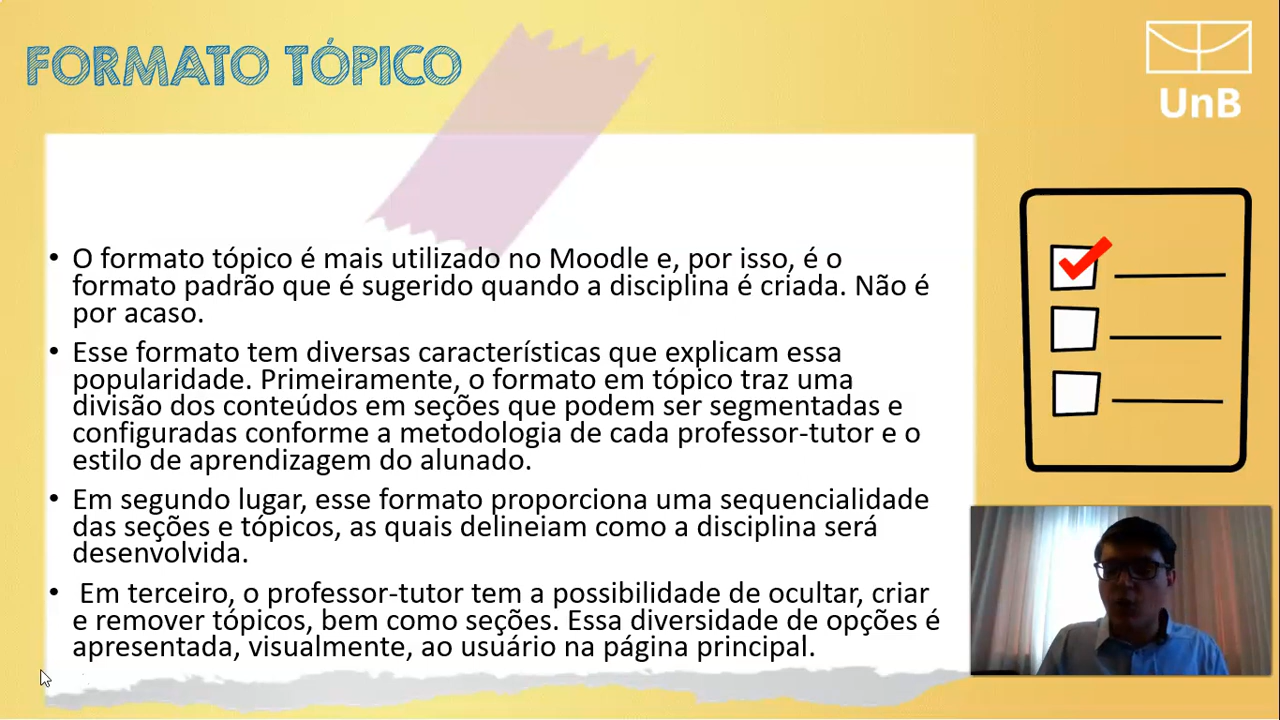 FORMATO TÓPICO
UnB
• O formato tópico é mais utilizado no Moodle e, por isso, é o
formato padrão que é sugerido quando a disciplina é criada. Não é
por acaso.
• Esse formato tem diversas características que explicam essa
popularidade. Primeiramente, o formato em tópico traz uma
divisão dos conteúdos em seções que podem ser segmentadas e
configuradas conforme a metodologia de cada professor-tutor e o
estilo de aprendizagem do alunado.
• Em segundo lugar, esse formato proporciona uma sequencialidade
das seções e tópicos, as quais delineiam como a disciplina será
desenvolvida.
• Em terceiro, o professor-tutor tem a possibilidade de ocultar, criar
e remover tópicos, bem como seções. Essa diversidade de opções é
apresentada, visualmente, ao usuário na página principal.